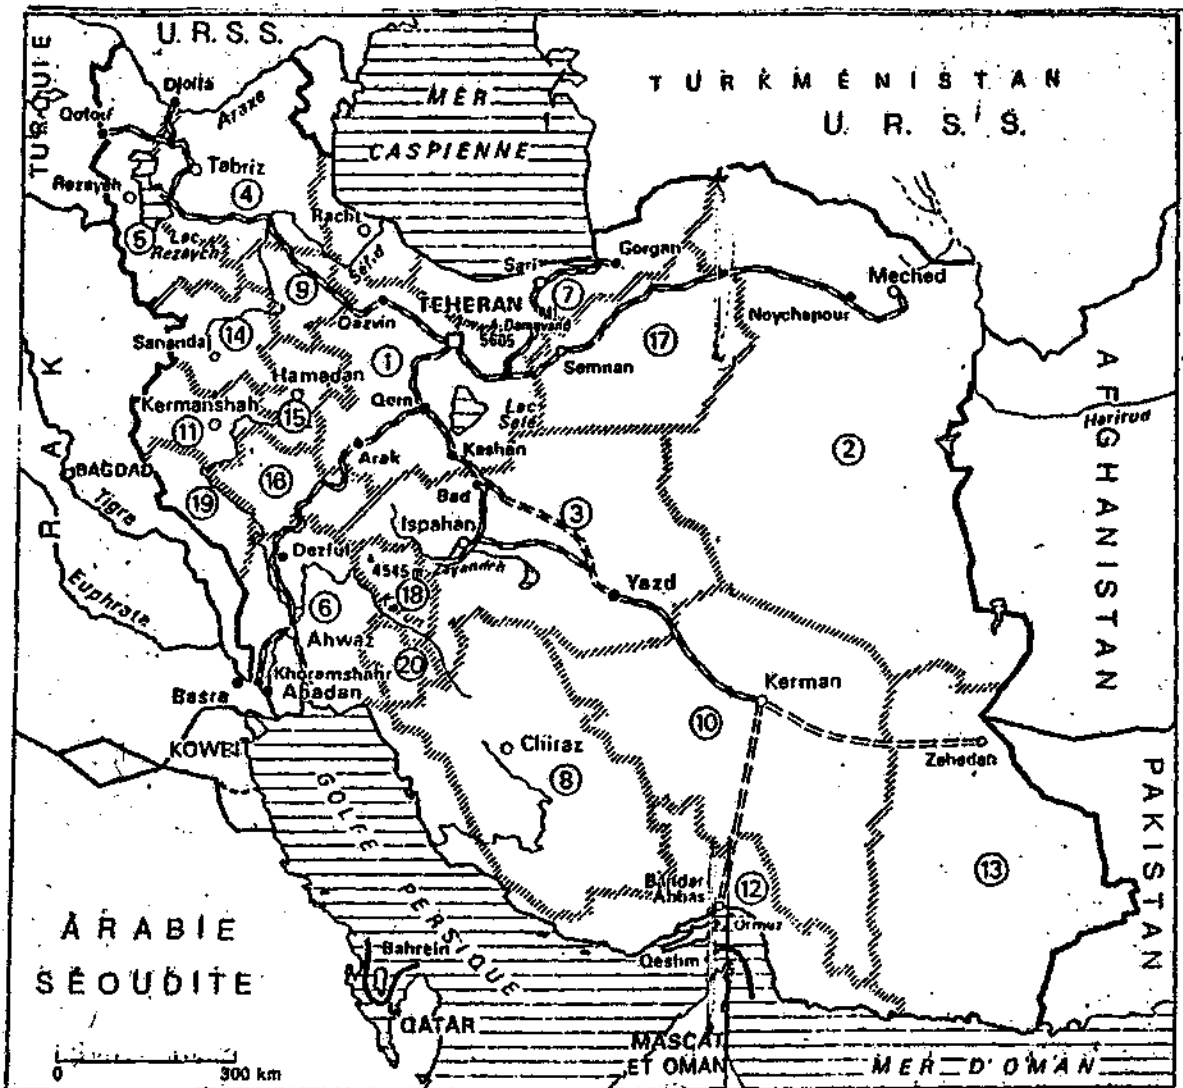 U.R.S.S.
TURQUIE
Djolfa
Araxe
Qotour
Tabriz
Rezayeh
4
5
Lac
Rezayeh
MER
CASPIENNE
TURKMÉNISTAN
U. R. S. S.
Racht
Sefid
9
Qazvin
TEHERAN
Sari
Gorgan
7
Damavand
5605
Meched
Noychapour
17
Semnan
14
Sanandaj
1
Hamadan
Kermanshah
15
11
Qom
Lac
Salé
IRAK
BAGDAD
Tigre
Arak
Kashan
16
19
Bad
Ispahan
3
2
AFGHANISTAN
Harirud
Dezful
4545 m
Zayandeh
18
Karun
Yazd
Euphrate
6
Ahwaz
20
Khoramshahr
Abadan
Basra
Kerman
10
KOWEIT
Chiraz
8
Zahedan
PAKISTAN
GOLFE PERSIQUE
13
Bandar
Abbas
12
Ormuz
Qeshm
ARABIE
SÉOUDITE
Bahrein
QATAR
MASCAT
ET OMAN
MER D'OMAN
0 300 km